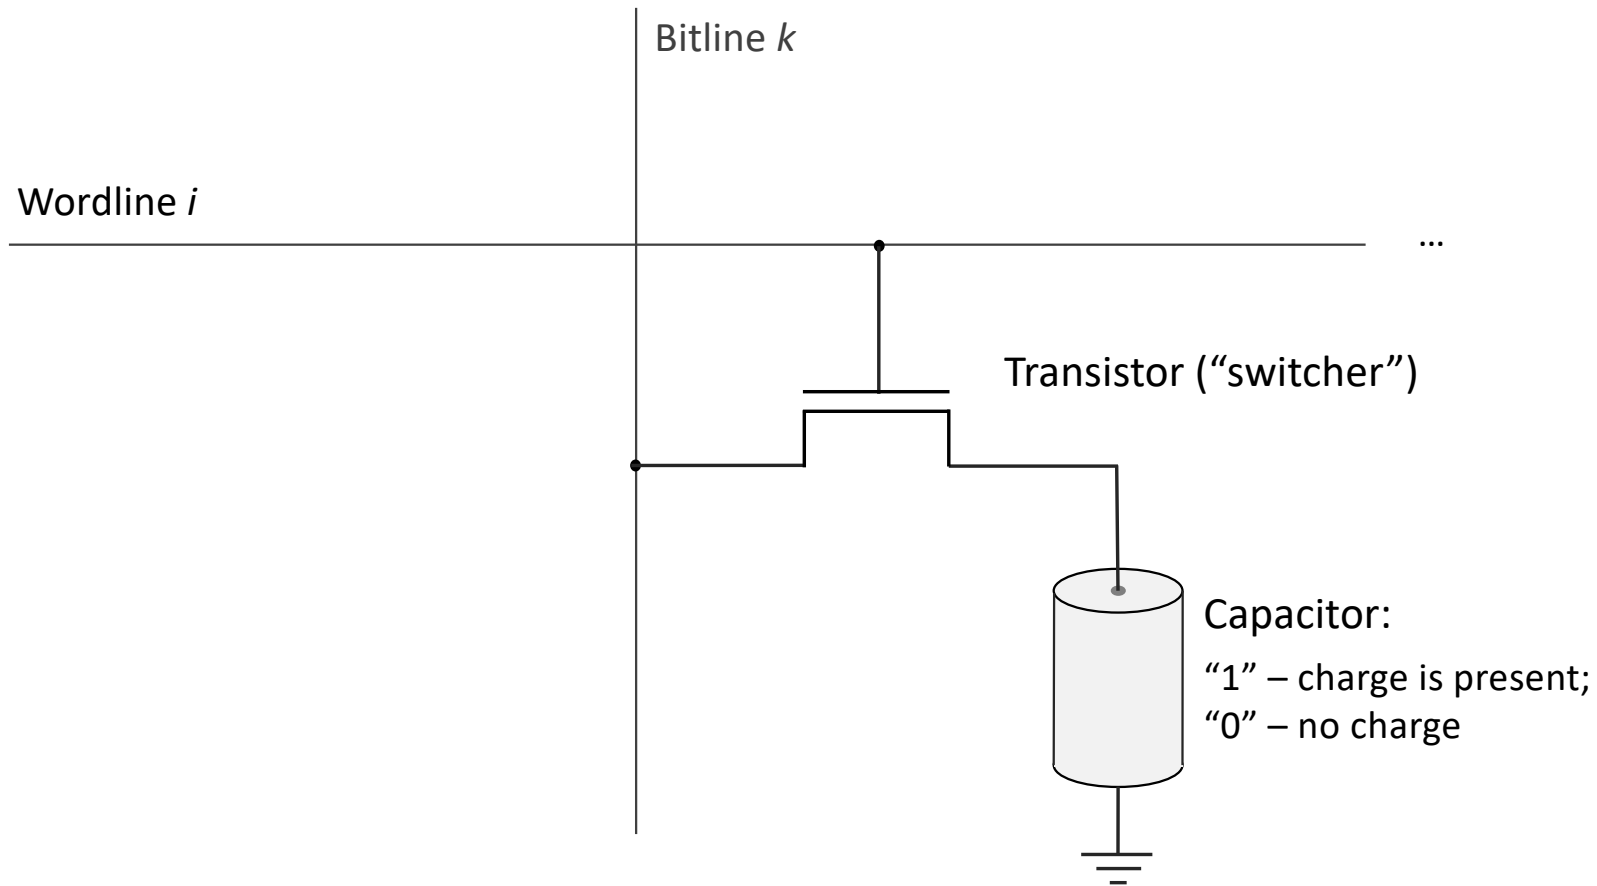 Bitline k
Wordline i
...
Transistor (“switcher”)
Capacitor:
“1” – charge is present;
“0” – no charge